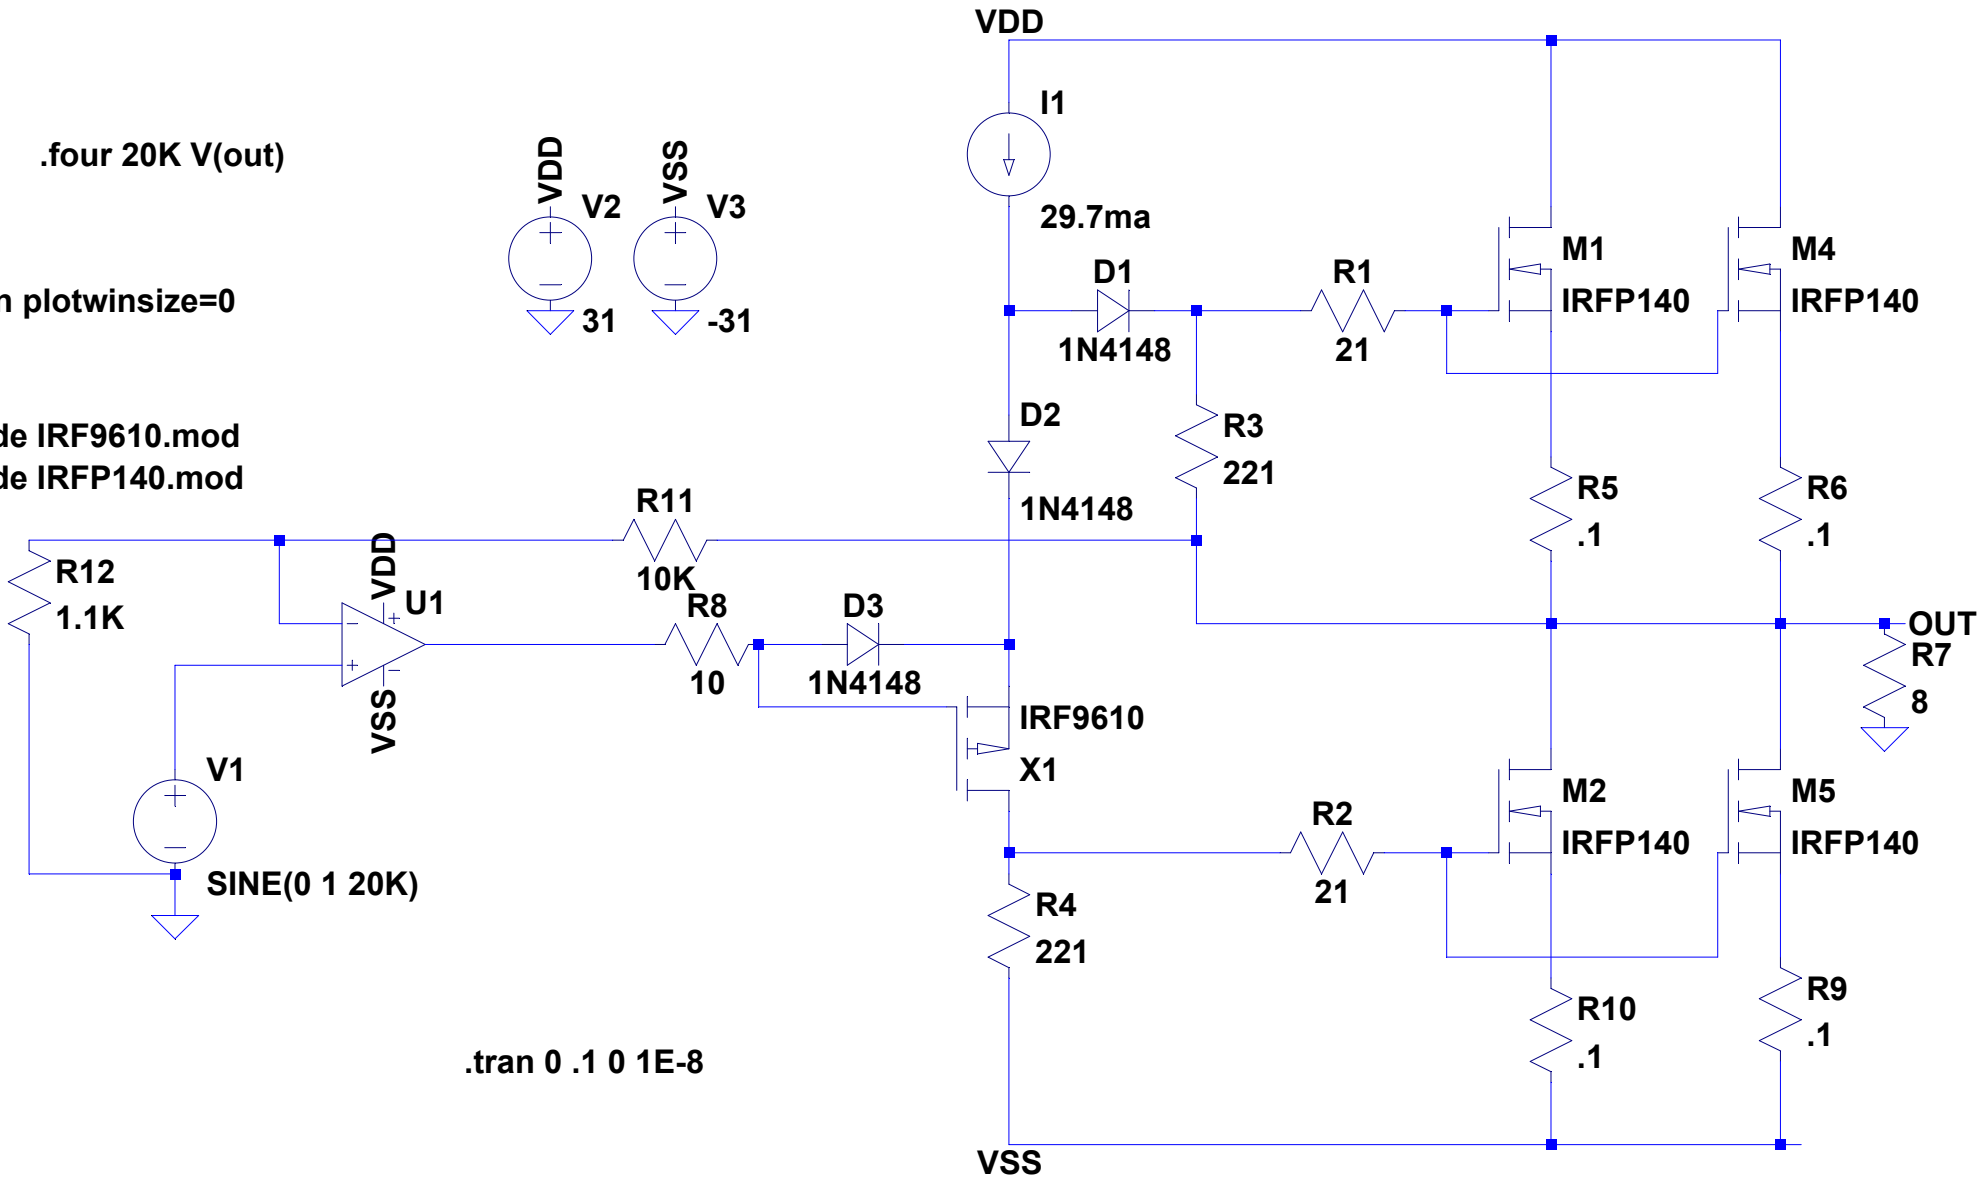 VDD
I1
.four 20K V(out)
VDD
VSS
V2
V3
29.7ma
M1
M4
D1
R1
n plotwinsize=0
31
-31
IRFP140
IRFP140
1N4148
21
D2
R3
de IRF9610.mod
221
de IRFP140.mod
R11
R5
R6
1N4148
.1
.1
VDD
R12
10K
U1
R8
D3
1.1K
+
-
+
-
OUT
R7
10
1N4148
8
VSS
IRF9610
V1
X1
M2
M5
R2
IRFP140
IRFP140
SINE(0 1 20K)
21
R4
221
R9
R10
.1
.1
.tran 0 .1 0 1E-8
VSS